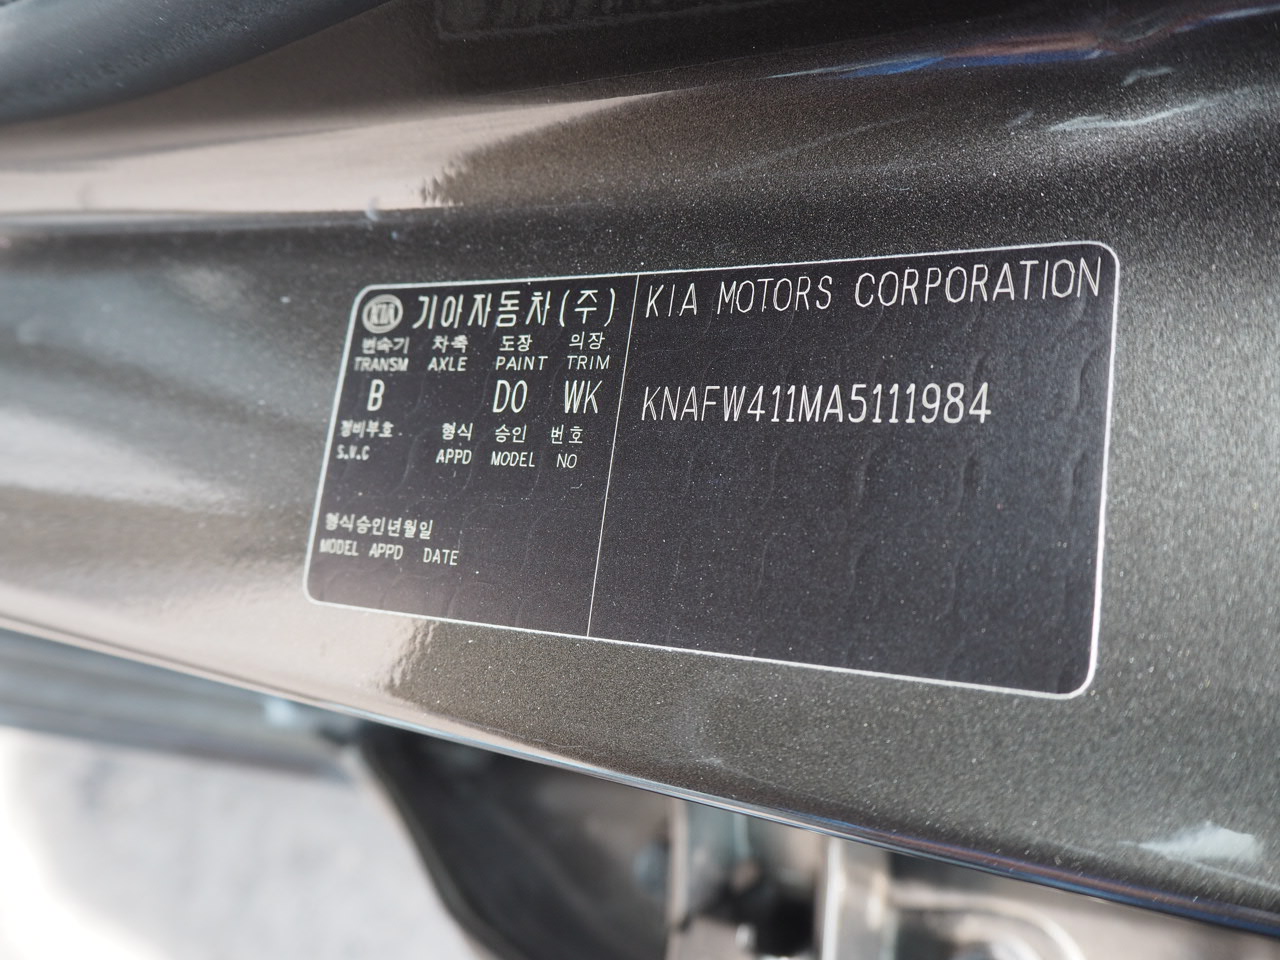 KIA 기아자동차(주)
변속기 차축 도장 의장
TRANSM AXLE PAINT TRIM
B D0 WK
정비부호 형식 승인 번호
S.V.C APPD MODEL NO
형식승인년월일
MODEL APPD DATE
KIA MOTORS CORPORATION
KNAFW411MA5111984